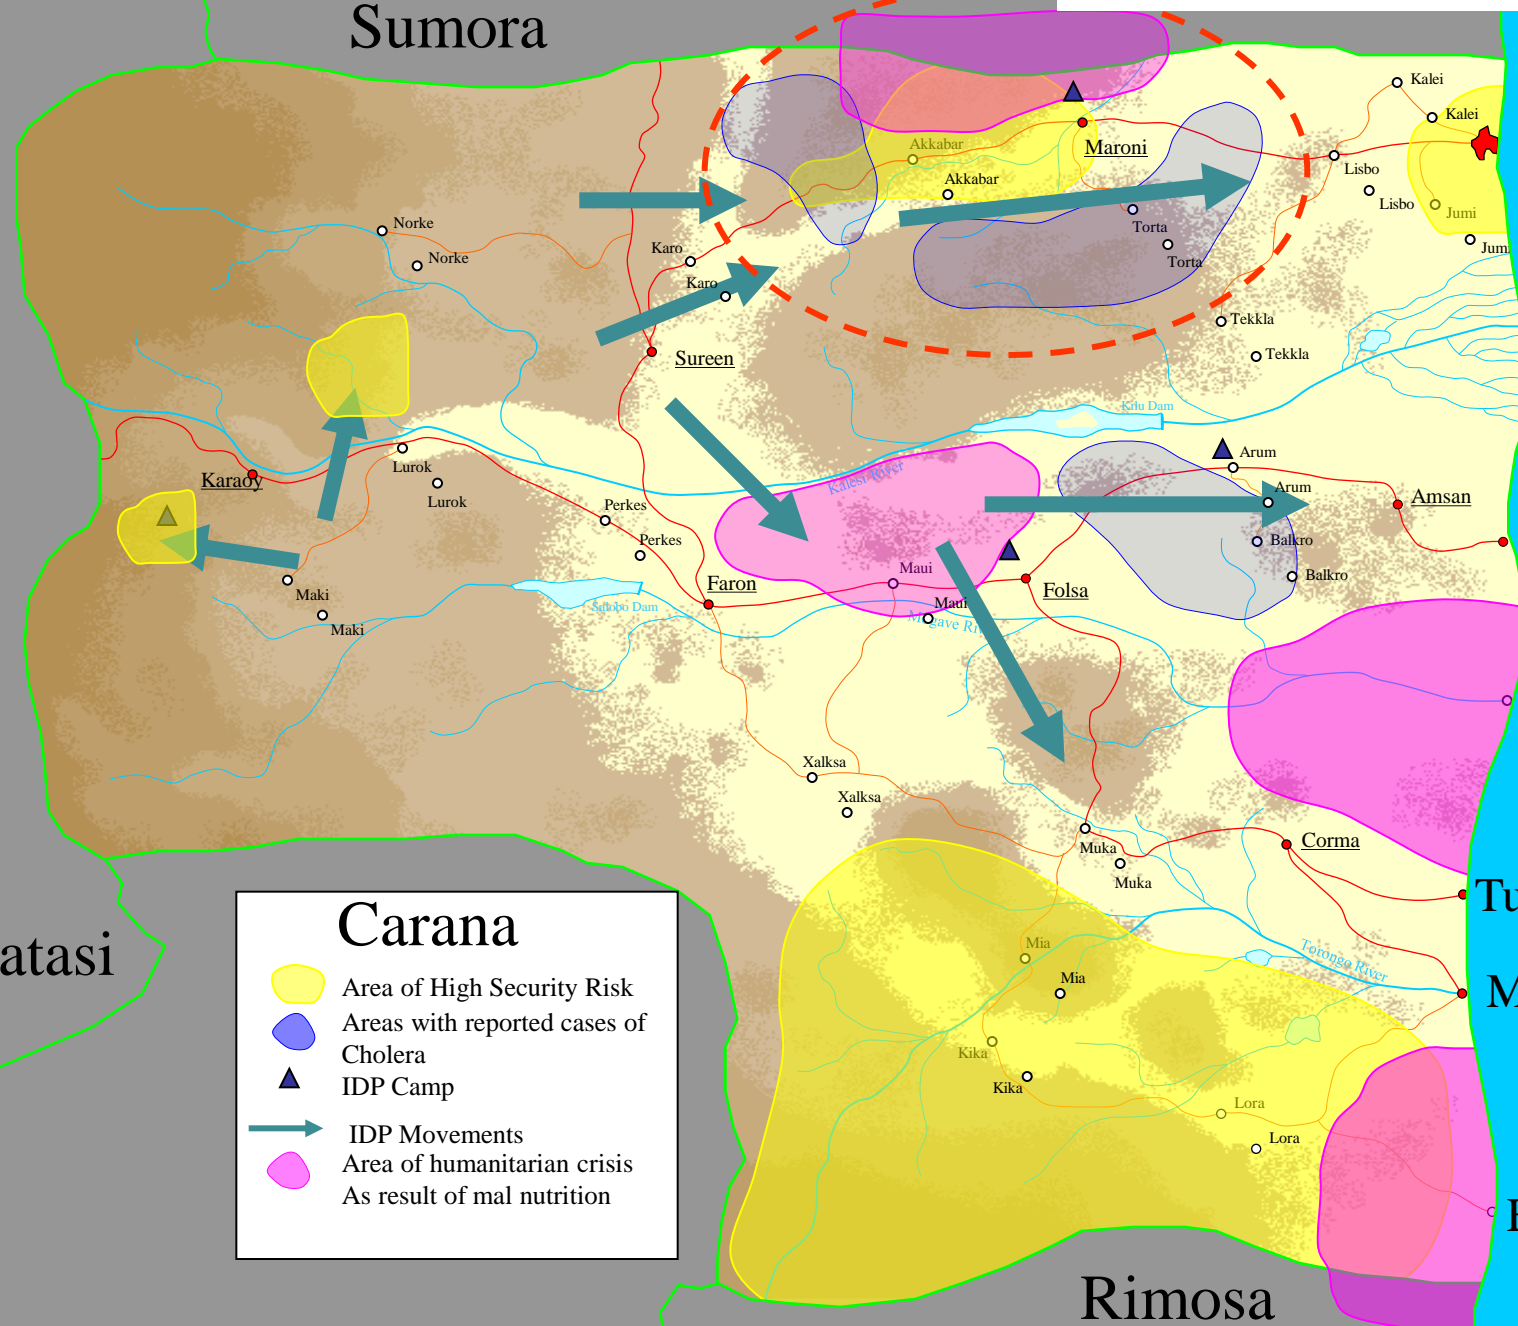 Sumora
Kalei
Kalei
Akkabar
Maroni
Akkabar
Lisbo
Lisbo
Jumi
Norke
Norke
Torta
Torta
Karo
Karo
Tekkla
Tekkla
Sureen
Kilu Dam
Arum
Lurok
Karaoy
Kalesi River
Lurok
Arum
Amsan
Perkes
Perkes
Balkro
Balkro
Maui
Faron
Folsa
Maki
Maui
Maki
Xalksa
Xalksa
Muka
Corma
Muka
Tu
Carana
atasi
Mia
Torongo River
Mia
M
Area of High Security Risk
Areas with reported cases of
Cholera
IDP Camp
Kika
Kika
Lora
IDP Movements
Lora
Area of humanitarian crisis
As result of mal nutrition
Rimosa